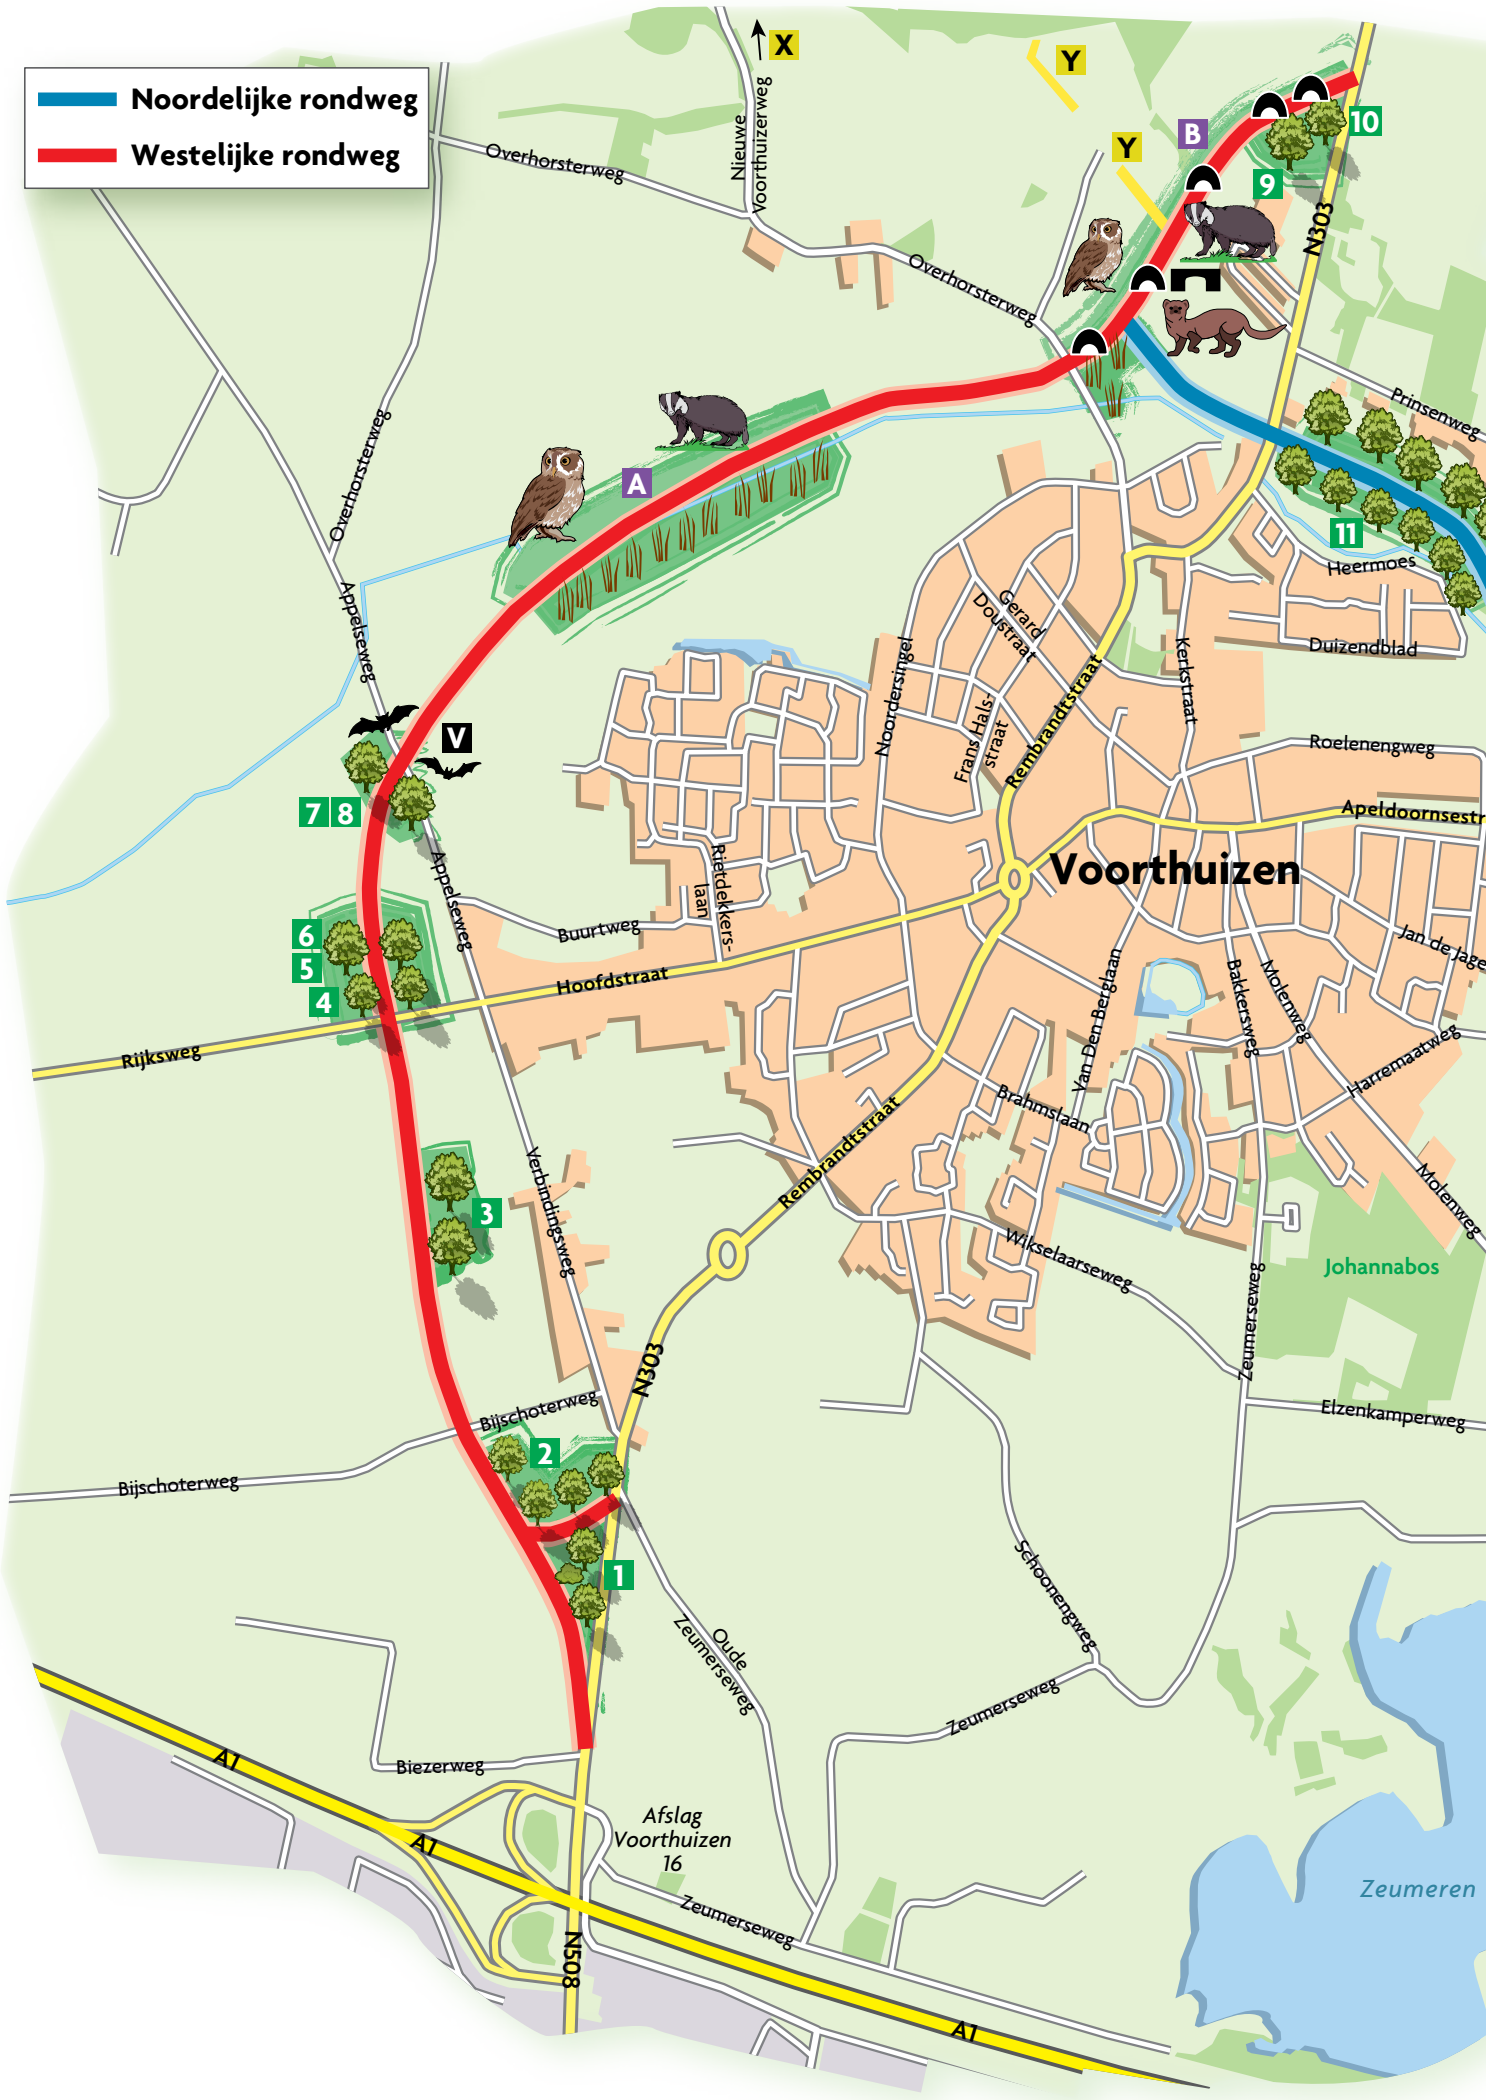 Noordelijke rondweg
Westelijke rondweg
X
Y
Y
B
10
9
N303
Nieuwe
Voorthuizerweg
Overhorsterweg
Overhorsterweg
Overhorsterweg
Prinsenweg
A
11
Heermoes
Duizendblad
Appelseweg
Gerard
Doustraat
Noordersingel
Frans Hals-
straat
Rembrandtstraat
Kerkstraat
Roelenengweg
V
7 8
Apeldoornsestr
Voorthuizen
Appelseweg
Rietdekkers-
laan
Buurtweg
Hoofdstraat
6
5
4
Rijksweg
Jan de Jage
Bakkersweg
Molenweg
Van Den Berglaan
Harremaatweg
Brahmslaan
Rembrandtstraat
Verbindingsweg
3
Molenweg
Wikselaarseweg
Johannabos
Zeumerseweg
N303
Elzenkamperweg
Bijschoterweg
Bijschoterweg
2
1
Schoonengweg
Oude
Zeumerseweg
Zeumerseweg
A1
Biezerweg
Afslag
Voorthuizen
16
A1
Zeumerseweg
Zeumeren
N508
A1